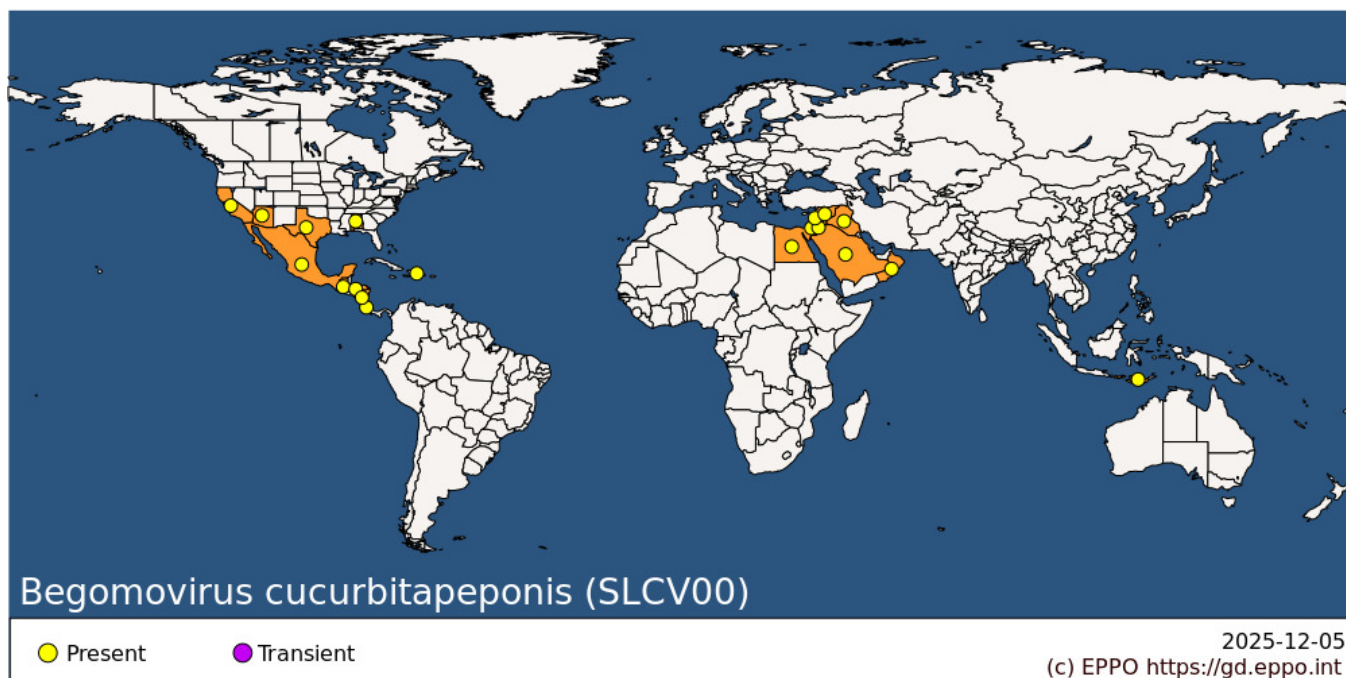 Begomovirus cucurbitapeponis (SLCV00)
Present
Transient
2025-12-05
(c) EPPO https://gd.eppo.int